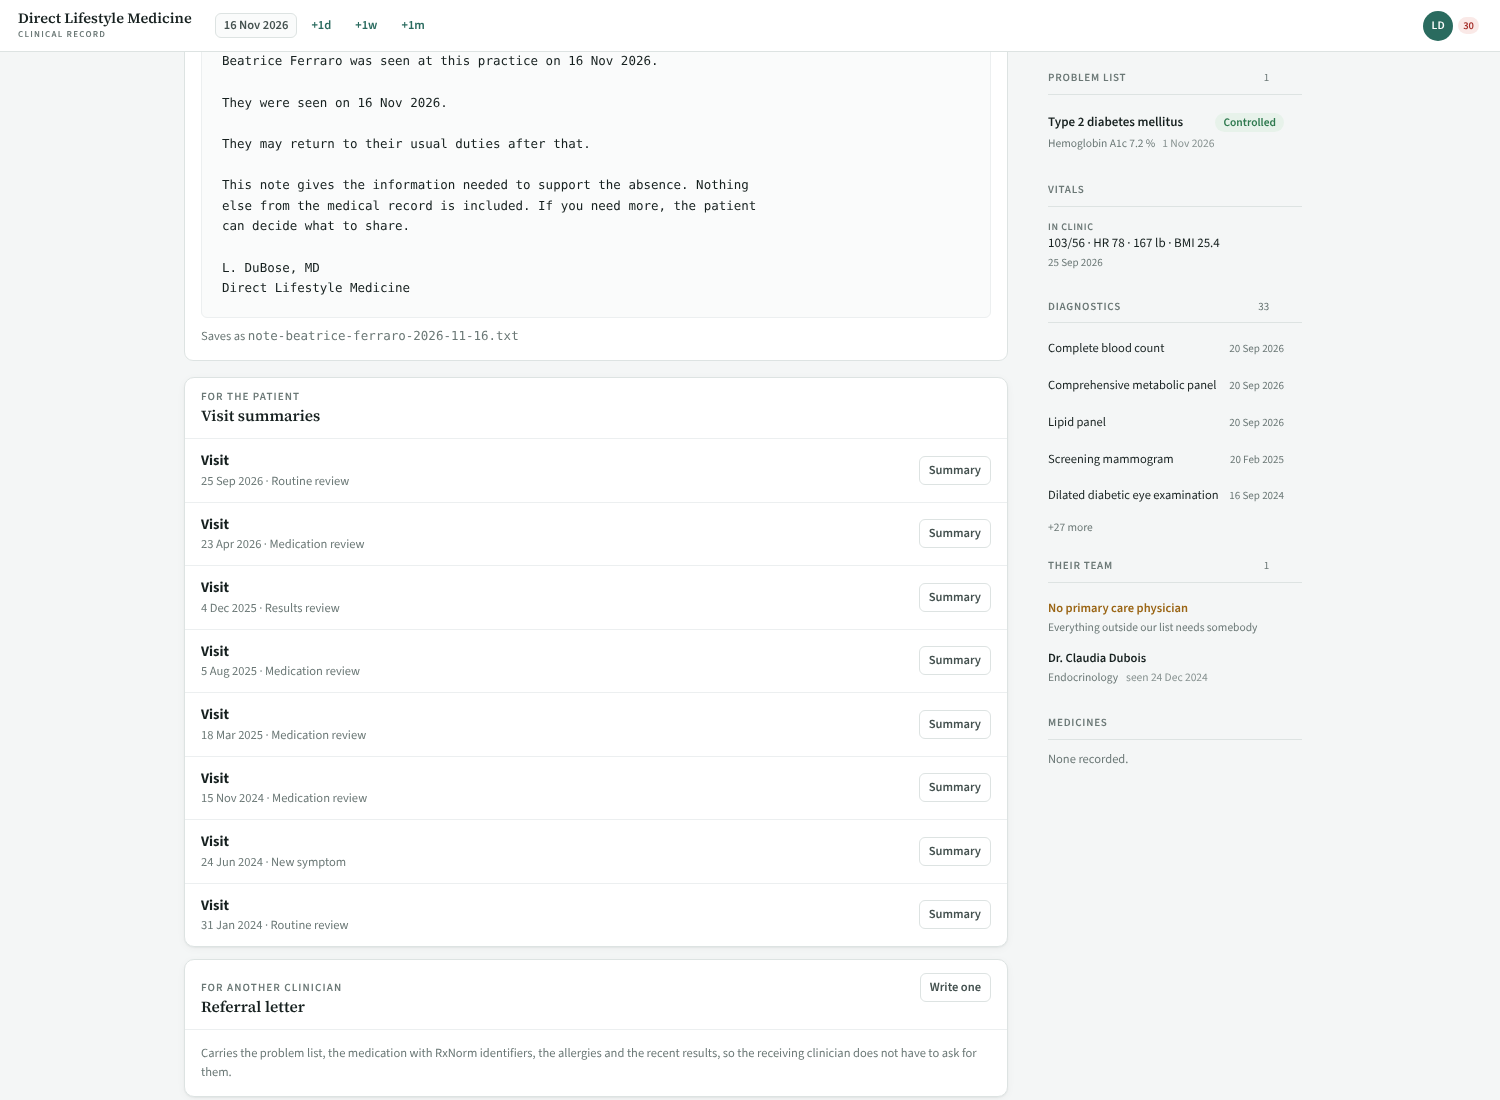 Direct Lifestyle Medicine
CLINICAL RECORD
16 Nov 2026
+1d
+1w
+1m
LD
30
Beatrice Ferraro was seen at this practice on 16 Nov 2026.
They were seen on 16 Nov 2026.
They may return to their usual duties after that.
This note gives the information needed to support the absence. Nothing
else from the medical record is included. If you need more, the patient
can decide what to share.
L. DuBose, MD
Direct Lifestyle Medicine
Saves as note-beatrice-ferraro-2026-11-16.txt
FOR THE PATIENT
Visit summaries
Visit
25 Sep 2026 · Routine review
Summary
Visit
23 Apr 2026 · Medication review
Summary
Visit
4 Dec 2025 · Results review
Summary
Visit
5 Aug 2025 · Medication review
Summary
Visit
18 Mar 2025 · Medication review
Summary
Visit
15 Nov 2024 · Medication review
Summary
Visit
24 Jun 2024 · New symptom
Summary
Visit
31 Jan 2024 · Routine review
Summary
FOR ANOTHER CLINICIAN
Referral letter
Write one
Carries the problem list, the medication with RxNorm identifiers, the allergies and the recent results, so the receiving clinician does not have to ask for
them.
PROBLEM LIST 1
Type 2 diabetes mellitus Controlled
Hemoglobin A1c 7.2 % 1 Nov 2026
VITALS
IN CLINIC
103/56 · HR 78 · 167 lb · BMI 25.4
25 Sep 2026
DIAGNOSTICS 33
Complete blood count 20 Sep 2026
Comprehensive metabolic panel 20 Sep 2026
Lipid panel 20 Sep 2026
Screening mammogram 20 Feb 2025
Dilated diabetic eye examination 16 Sep 2024
+27 more
THEIR TEAM 1
No primary care physician
Everything outside our list needs somebody
Dr. Claudia Dubois
Endocrinology seen 24 Dec 2024
MEDICINES
None recorded.